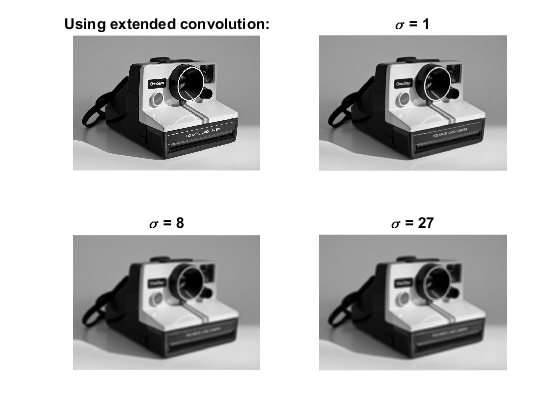 Using extended convolution:
σ = 1
σ = 8
σ = 27